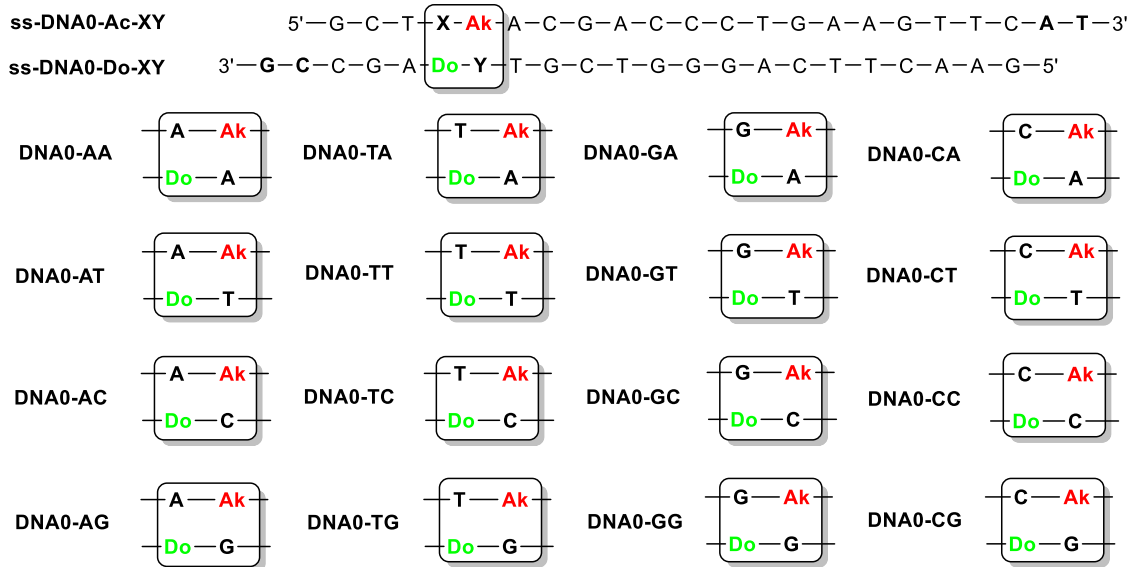 ss-DNA0-Ac-XY 5'-G-C-T-X-Ak-A-C-G-A-C-C-C-T-G-A-A-G-T-T-C-A-T-3'
ss-DNA0-Do-XY 3'-G-C-C-G-A-Do-Y-T-G-C-T-G-G-G-A-C-T-T-C-A-A-G-5'
A Ak T Ak G Ak C Ak
DNA0-AA DNA0-TA DNA0-GA DNA0-CA
Do A Do A Do A Do A
A Ak T Ak G Ak C Ak
DNA0-AT DNA0-TT DNA0-GT DNA0-CT
Do T Do T Do T Do T
A Ak T Ak G Ak C Ak
DNA0-AC DNA0-TC DNA0-GC DNA0-CC
Do C Do C Do C Do C
A Ak T Ak G Ak C Ak
DNA0-AG DNA0-TG DNA0-GG DNA0-CG
Do G Do G Do G Do G